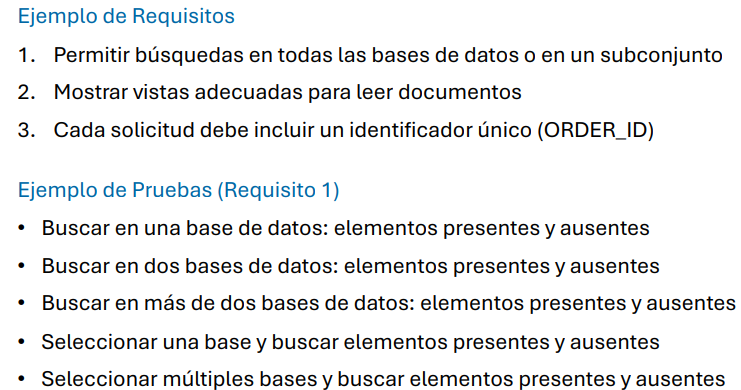 Ejemplo de Requisitos
1. Permitir búsquedas en todas las bases de datos o en un subconjunto
2. Mostrar vistas adecuadas para leer documentos
3. Cada solicitud debe incluir un identificador único (ORDER_ID)
Ejemplo de Pruebas (Requisito 1)
• Buscar en una base de datos: elementos presentes y ausentes
• Buscar en dos bases de datos: elementos presentes y ausentes
• Buscar en más de dos bases de datos: elementos presentes y ausentes
• Seleccionar una base y buscar elementos presentes y ausentes
• Seleccionar múltiples bases y buscar elementos presentes y ausentes